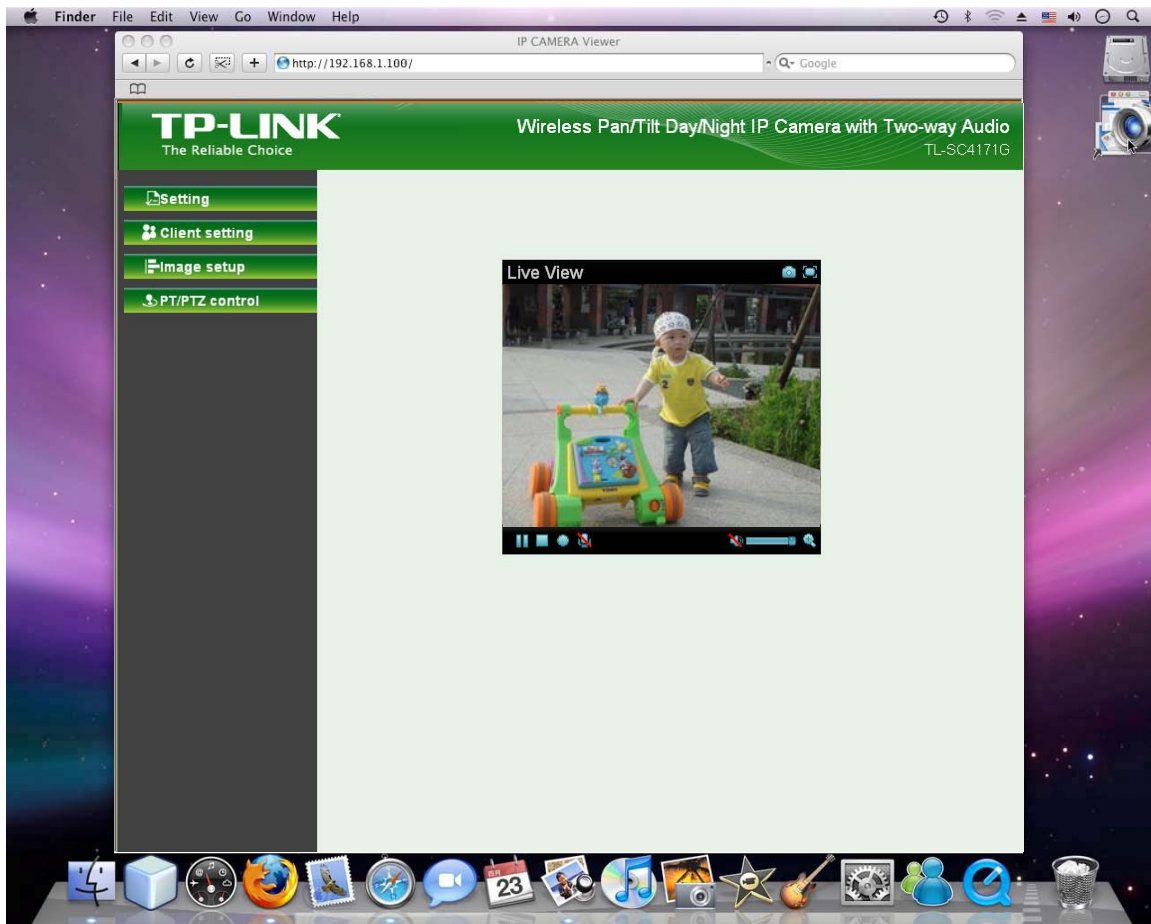 Finder File Edit View Go Window Help
IP CAMERA Viewer
http://192.168.1.100/
Google
TP-LINK
The Reliable Choice
Wireless Pan/Tilt Day/Night IP Camera with Two-way Audio
TL-SC4171G
Setting
Client setting
Image setup
PT/PTZ control
Live View
2
23